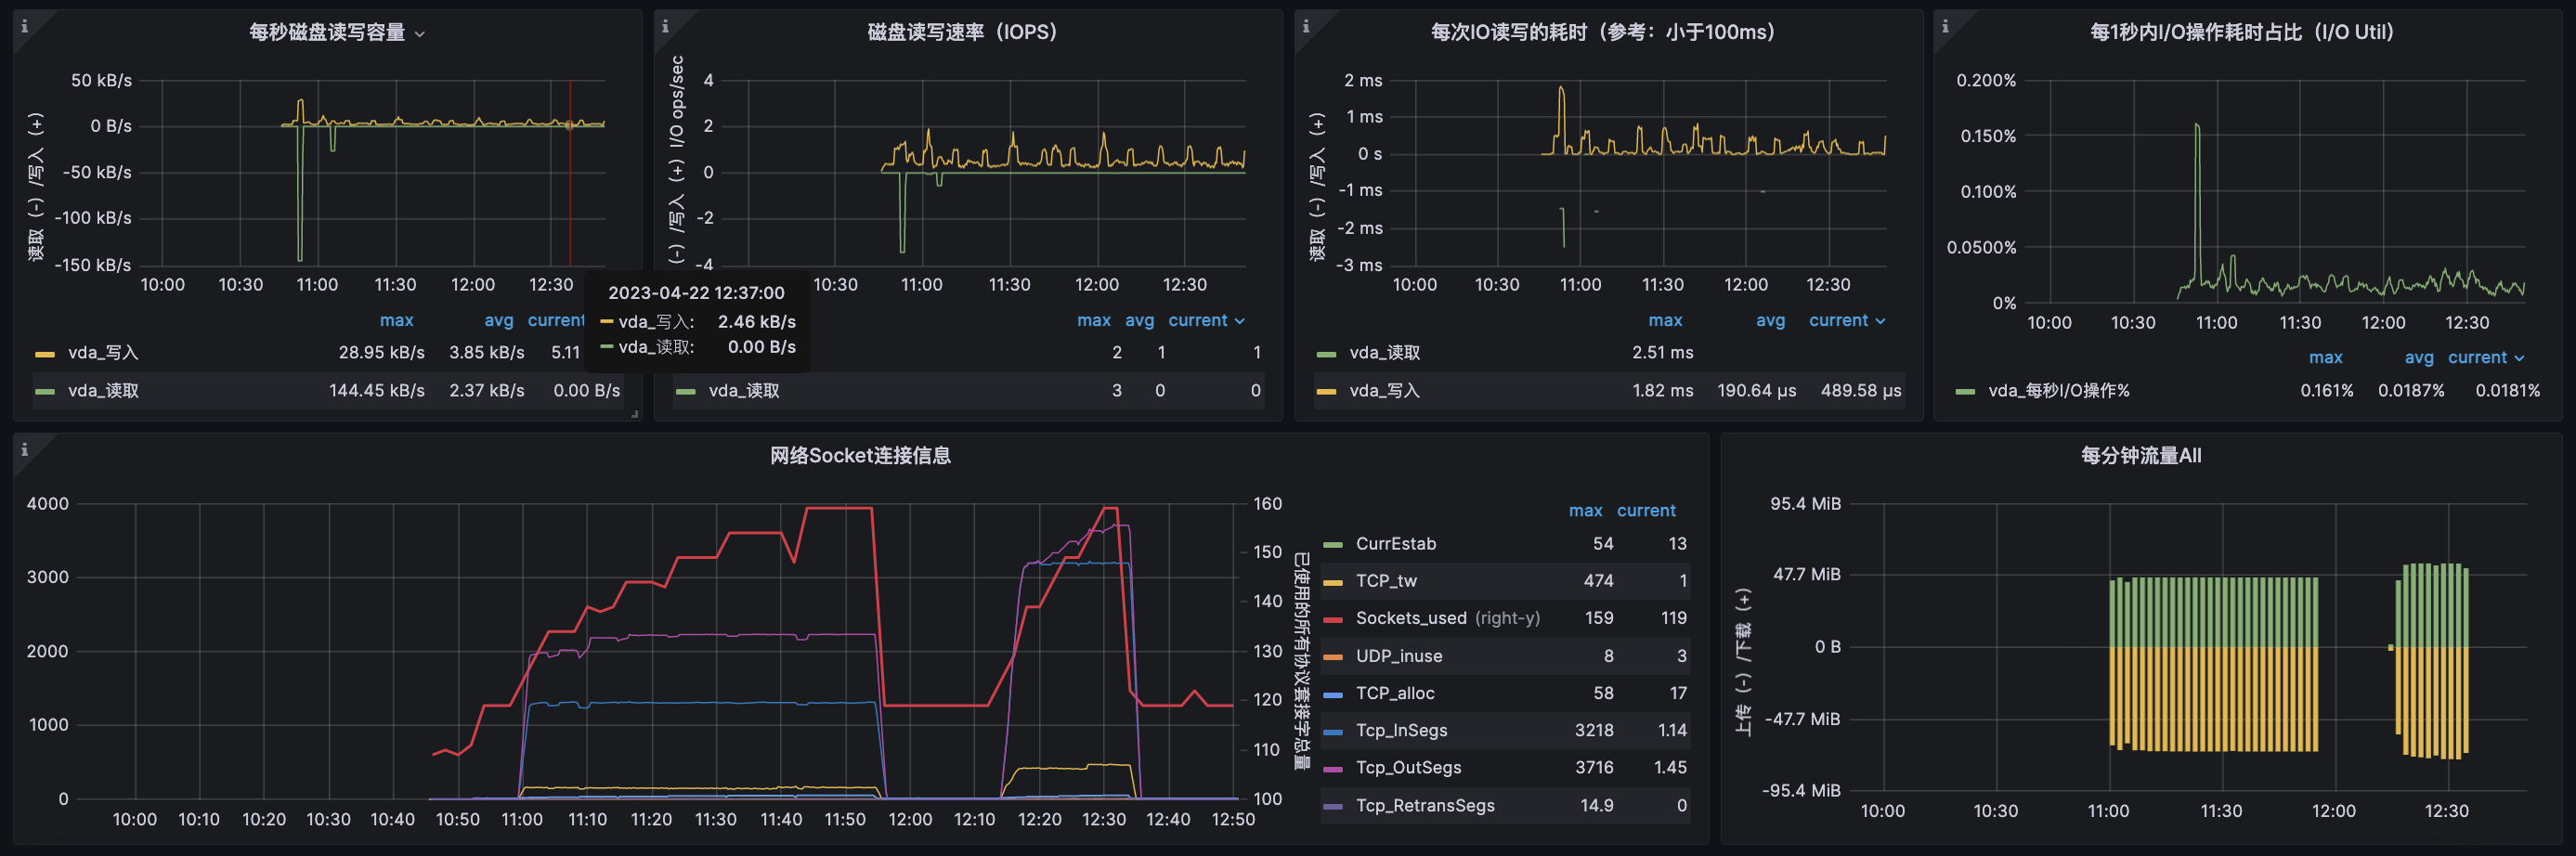 每秒磁盘读写容量
读取（-）/写入（+）
50 kB/s
0 B/s
-50 kB/s
-100 kB/s
-150 kB/s
10:00 10:30 11:00 11:30 12:00 12:30
max avg current
vda_写入 28.95 kB/s 3.85 kB/s 5.11
vda_读取 144.45 kB/s 2.37 kB/s 0.00 B/s
2023-04-22 12:37:00
vda_写入: 2.46 kB/s
vda_读取: 0.00 B/s
磁盘读写速率（IOPS）
（-）/写入（+）I/O ops/sec
4
2
0
-2
-4
10:30 11:00 11:30 12:00 12:30
max avg current
2 1 1
vda_读取 3 0 0
每次IO读写的耗时（参考：小于100ms）
读取（-）/写入（+）
2 ms
1 ms
0 s
-1 ms
-2 ms
-3 ms
10:00 10:30 11:00 11:30 12:00 12:30
max avg current
vda_读取 2.51 ms
vda_写入 1.82 ms 190.64 µs 489.58 µs
每1秒内I/O操作耗时占比（I/O Util）
0.200%
0.150%
0.100%
0.0500%
0%
10:00 10:30 11:00 11:30 12:00 12:30
max avg current
vda_每秒I/O操作% 0.161% 0.0187% 0.0181%
网络Socket连接信息
4000
3000
2000
1000
0
160
150
140
130
120
110
100
已使用的所有协议套接字总量
10:00 10:10 10:20 10:30 10:40 10:50 11:00 11:10 11:20 11:30 11:40 11:50 12:00 12:10 12:20 12:30 12:40 12:50
max current
CurrEstab 54 13
TCP_tw 474 1
Sockets_used (right-y) 159 119
UDP_inuse 8 3
TCP_alloc 58 17
Tcp_InSegs 3218 1.14
Tcp_OutSegs 3716 1.45
Tcp_RetransSegs 14.9 0
每分钟流量All
上传（-）/下载（+）
95.4 MiB
47.7 MiB
0 B
-47.7 MiB
-95.4 MiB
10:00 10:30 11:00 11:30 12:00 12:30